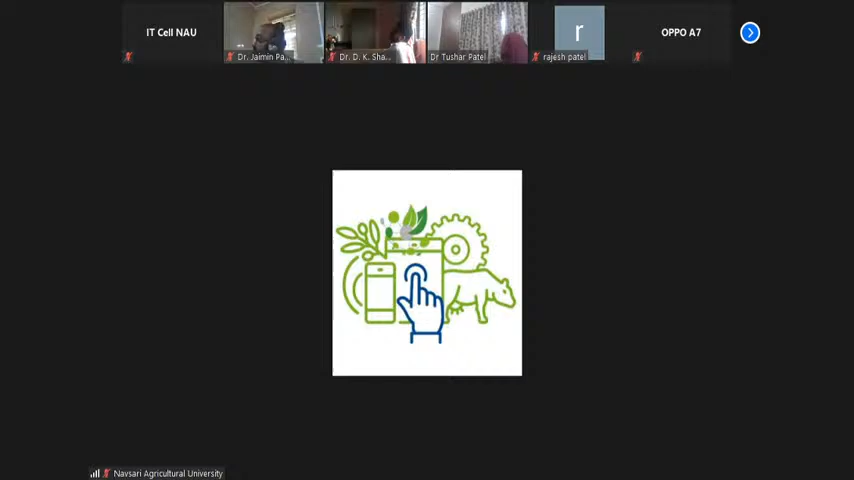 IT Cell NAU
Dr. Jaimin Pa...
Dr. D. K. Sha...
Dr Tushar Patel
r
rajesh patel
OPPO A7
Navsari Agricultural University